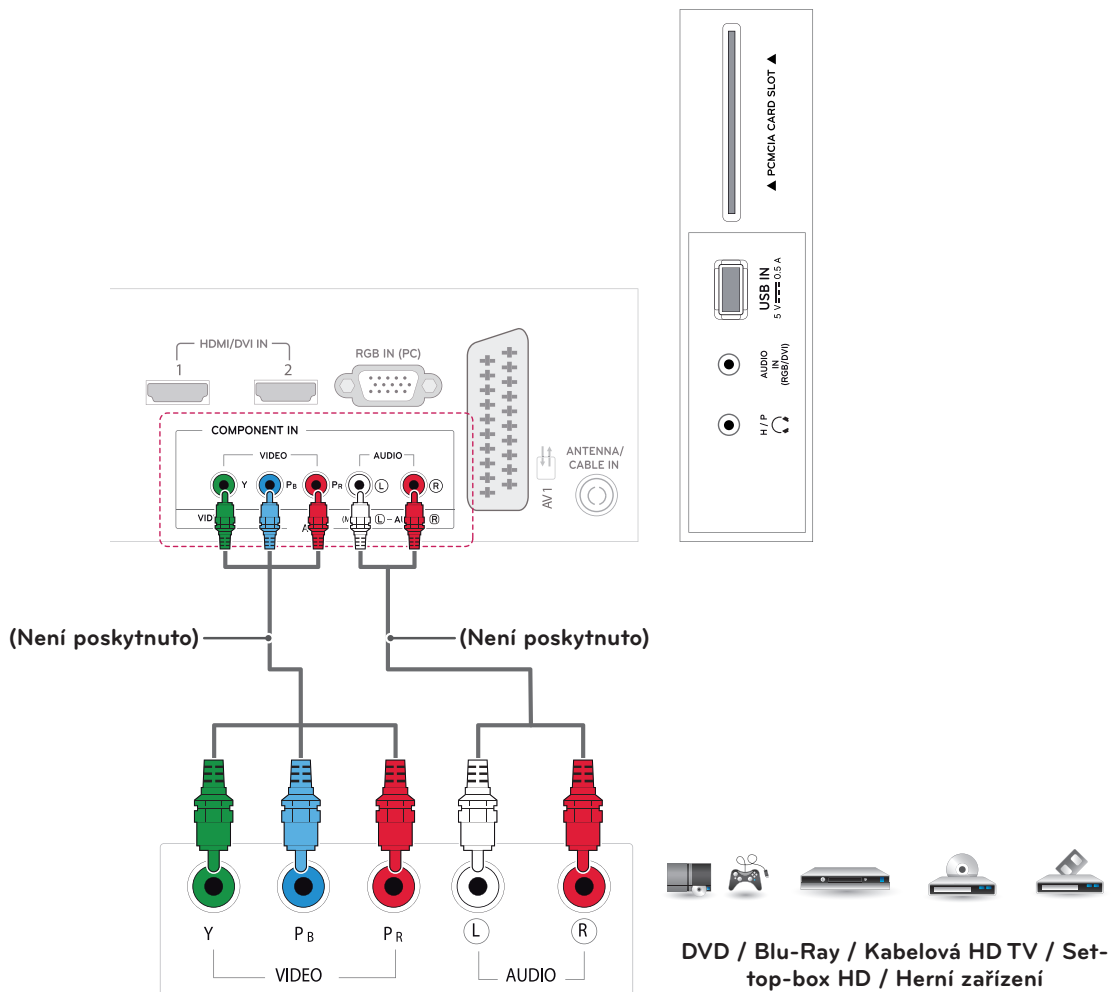 ▲ PCMCIA CARD SLOT ▲
USB IN
5 V 0.5 A
AUDIO
IN
(RGB/DVI)
H / P
HDMI/DVI IN
1 2
RGB IN (PC)
COMPONENT IN
VIDEO AUDIO
Y PB PR L R
VID L R
AV1
ANTENNA/
CABLE IN
(Není poskytnuto) (Není poskytnuto)
Y PB PR L R
VIDEO AUDIO
DVD / Blu-Ray / Kabelová HD TV / Set-
top-box HD / Herní zařízení